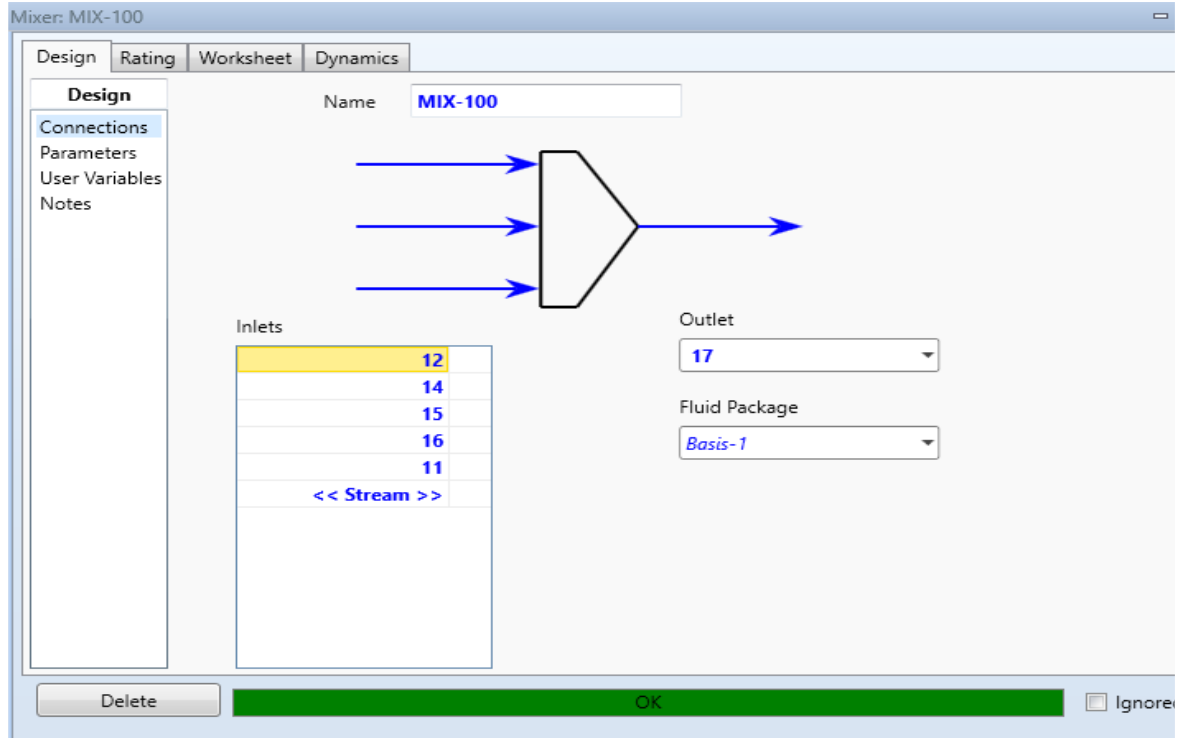 Mixer: MIX-100
Design Rating Worksheet Dynamics
Design
Connections
Parameters
User Variables
Notes
Name MIX-100
Inlets
12
14
15
16
11
<< Stream >>
Outlet
17
Fluid Package
Basis-1
Delete
OK
Ignore